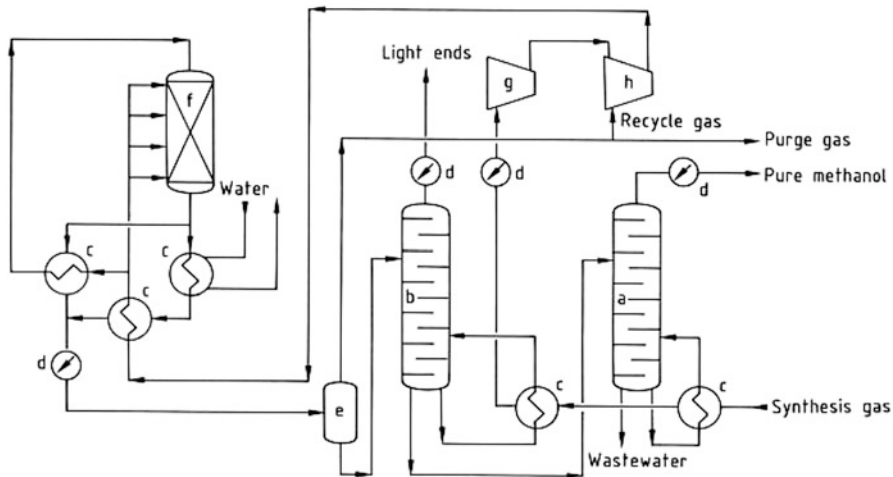 Light ends
g
h
f
Recycle gas
Purge gas
d
d
Pure methanol
Water
d
c
c
c
b
a
d
c
c
e
Synthesis gas
Wastewater